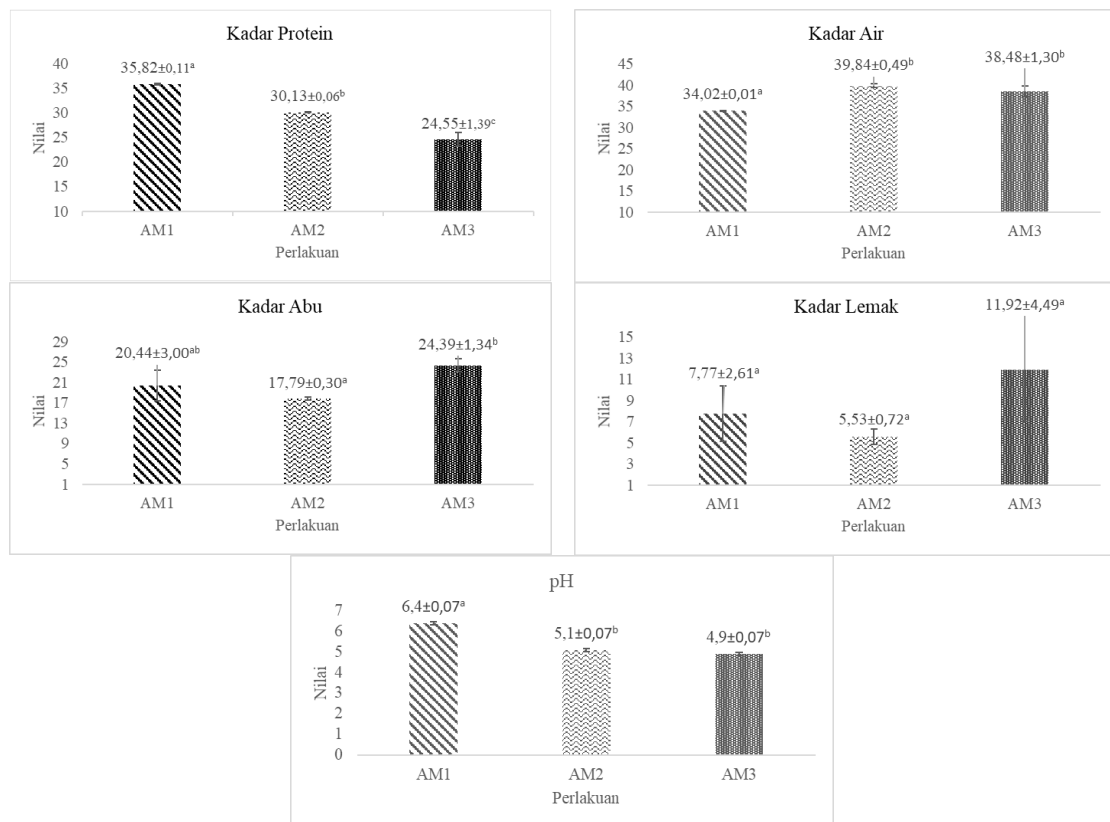 Kadar Protein
40
35
30
25
20
15
10
Nilai
35,82±0,11ᵃ
30,13±0,06ᵇ
24,55±1,39ᶜ
AM1 AM2 AM3
Perlakuan
Kadar Air
45
40
35
30
25
20
15
10
Nilai
34,02±0,01ᵃ
39,84±0,49ᵇ
38,48±1,30ᵇ
AM1 AM2 AM3
Perlakuan
Kadar Abu
29
25
21
17
13
9
5
1
Nilai
20,44±3,00ᵃᵇ
17,79±0,30ᵃ
24,39±1,34ᵇ
AM1 AM2 AM3
Perlakuan
Kadar Lemak
15
13
11
9
7
5
3
1
Nilai
7,77±2,61ᵃ
5,53±0,72ᵃ
11,92±4,49ᵃ
AM1 AM2 AM3
Perlakuan
pH
7
6
5
4
3
2
1
0
Nilai
6,4±0,07ᵃ
5,1±0,07ᵇ
4,9±0,07ᵇ
AM1 AM2 AM3
Perlakuan